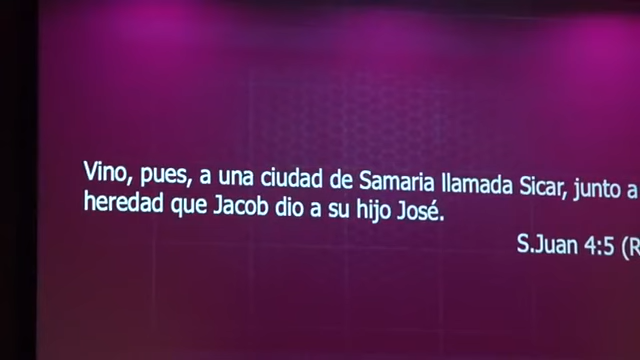 Vino, pues, a una ciudad de Samaria llamada Sicar, junto a
heredad que Jacob dio a su hijo José.
S.Juan 4:5 (R